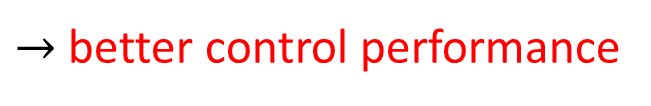 → better control performance